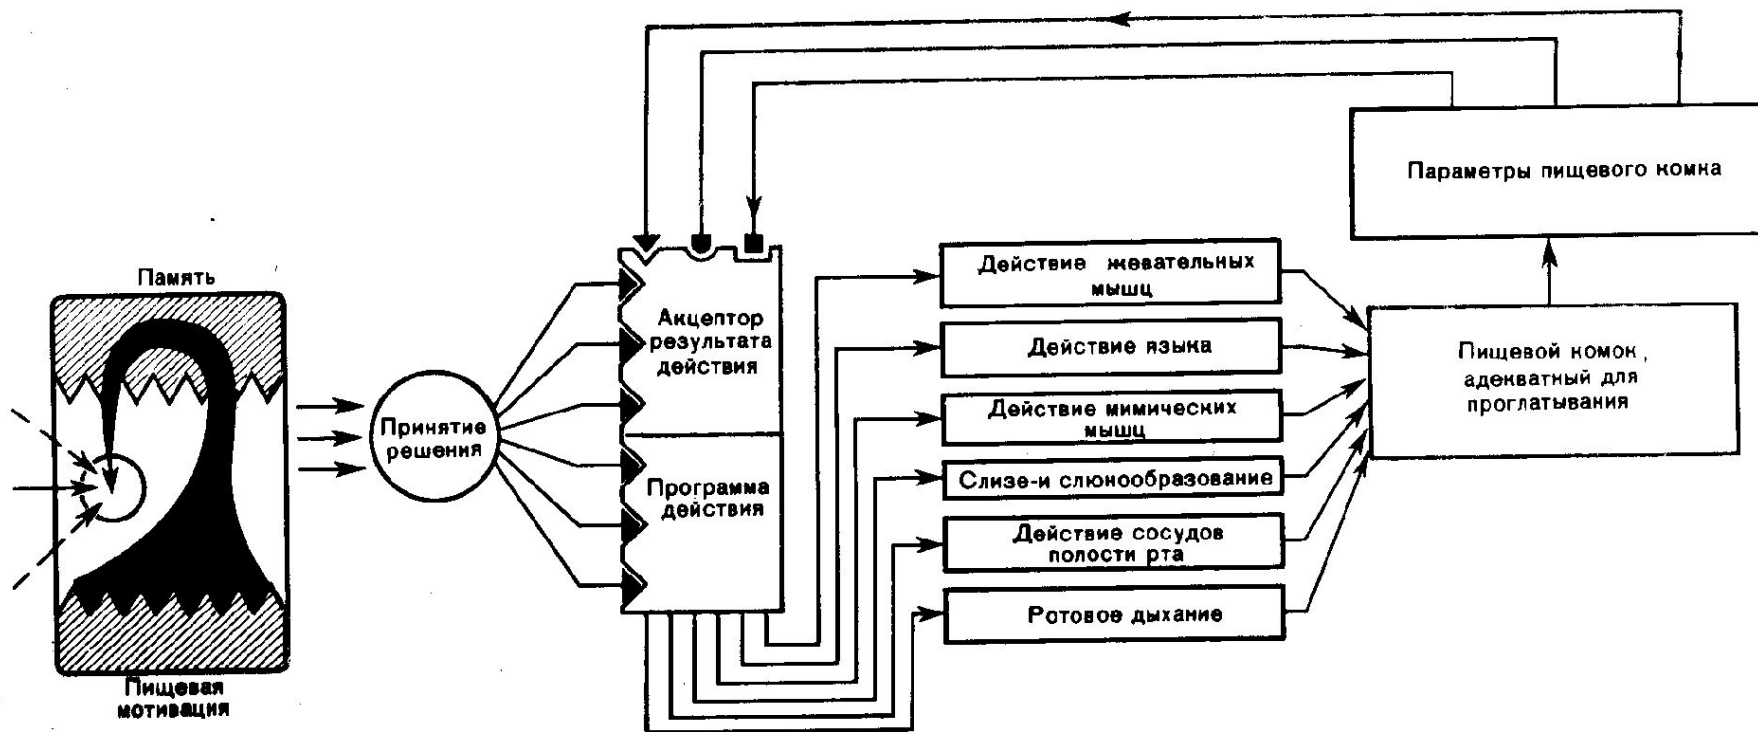 Память
Пищевая
мотивация
Принятие
решения
Акцептор
результата
действия
Программа
действия
Действие жевательных
мышц
Действие языка
Действие мимических
мышц
Слизе-и слюнообразование
Действие сосудов
полости рта
Ротовое дыхание
Параметры пищевого комка
Пищевой комок,
адекватный для
проглатывания